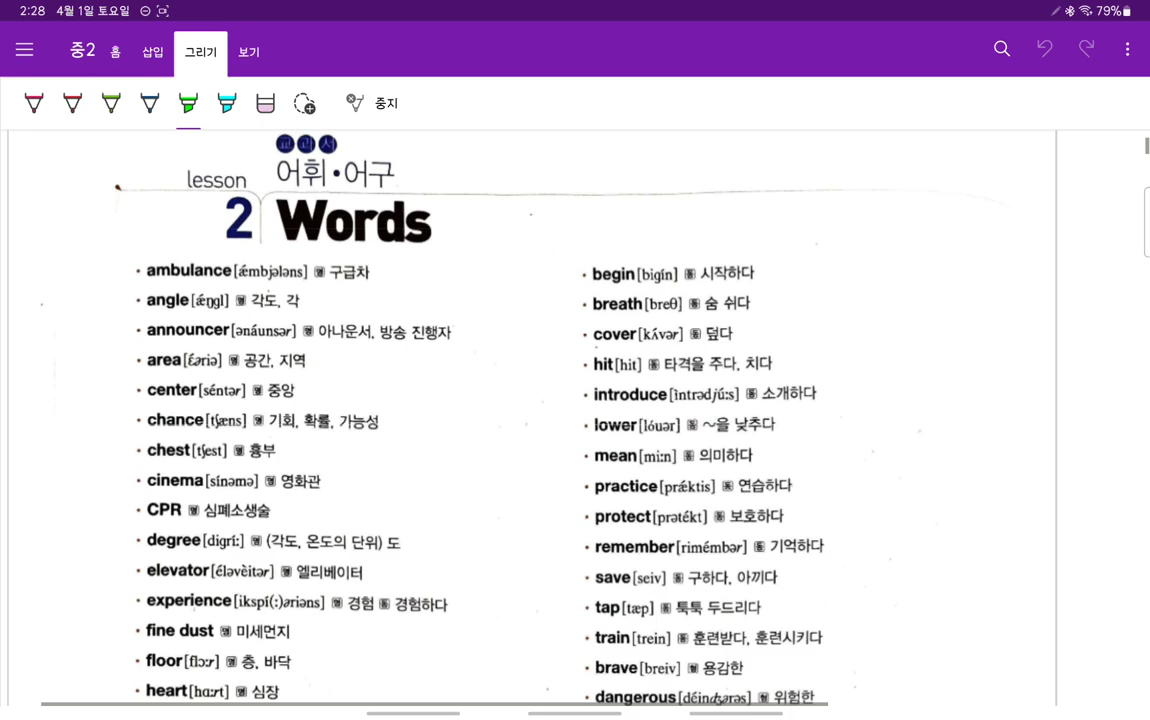 2:28 4월 1일 토요일
79%
중2 홈 삽입 그리기 보기
중지
교과서
lesson 어휘•어구
2 Words
• ambulance[ǽmbjələns] 명 구급차
• angle[ǽŋgl] 명 각도, 각
• announcer[ənáunsər] 명 아나운서, 방송 진행자
• area[ɛ́əriə] 명 공간, 지역
• center[séntər] 명 중앙
• chance[tʃæns] 명 기회, 확률, 가능성
• chest[tʃest] 명 흉부
• cinema[sínəmə] 명 영화관
• CPR 명 심폐소생술
• degree[digríː] 명 (각도, 온도의 단위) 도
• elevator[éləvèitər] 명 엘리베이터
• experience[ikspí(ː)əriəns] 명 경험 동 경험하다
• fine dust 명 미세먼지
• floor[flɔːr] 명 층, 바닥
• heart[hɑːrt] 명 심장
• begin[bigín] 동 시작하다
• breath[breθ] 동 숨 쉬다
• cover[kʌ́vər] 동 덮다
• hit[hit] 동 타격을 주다, 치다
• introduce[ìntrədjúːs] 동 소개하다
• lower[lóuər] 동 ~을 낮추다
• mean[miːn] 동 의미하다
• practice[prǽktis] 동 연습하다
• protect[prətékt] 동 보호하다
• remember[rimémbər] 동 기억하다
• save[seiv] 동 구하다, 아끼다
• tap[tæp] 동 툭툭 두드리다
• train[trein] 동 훈련받다, 훈련시키다
• brave[breiv] 형 용감한
• dangerous[déindʒərəs] 형 위험한